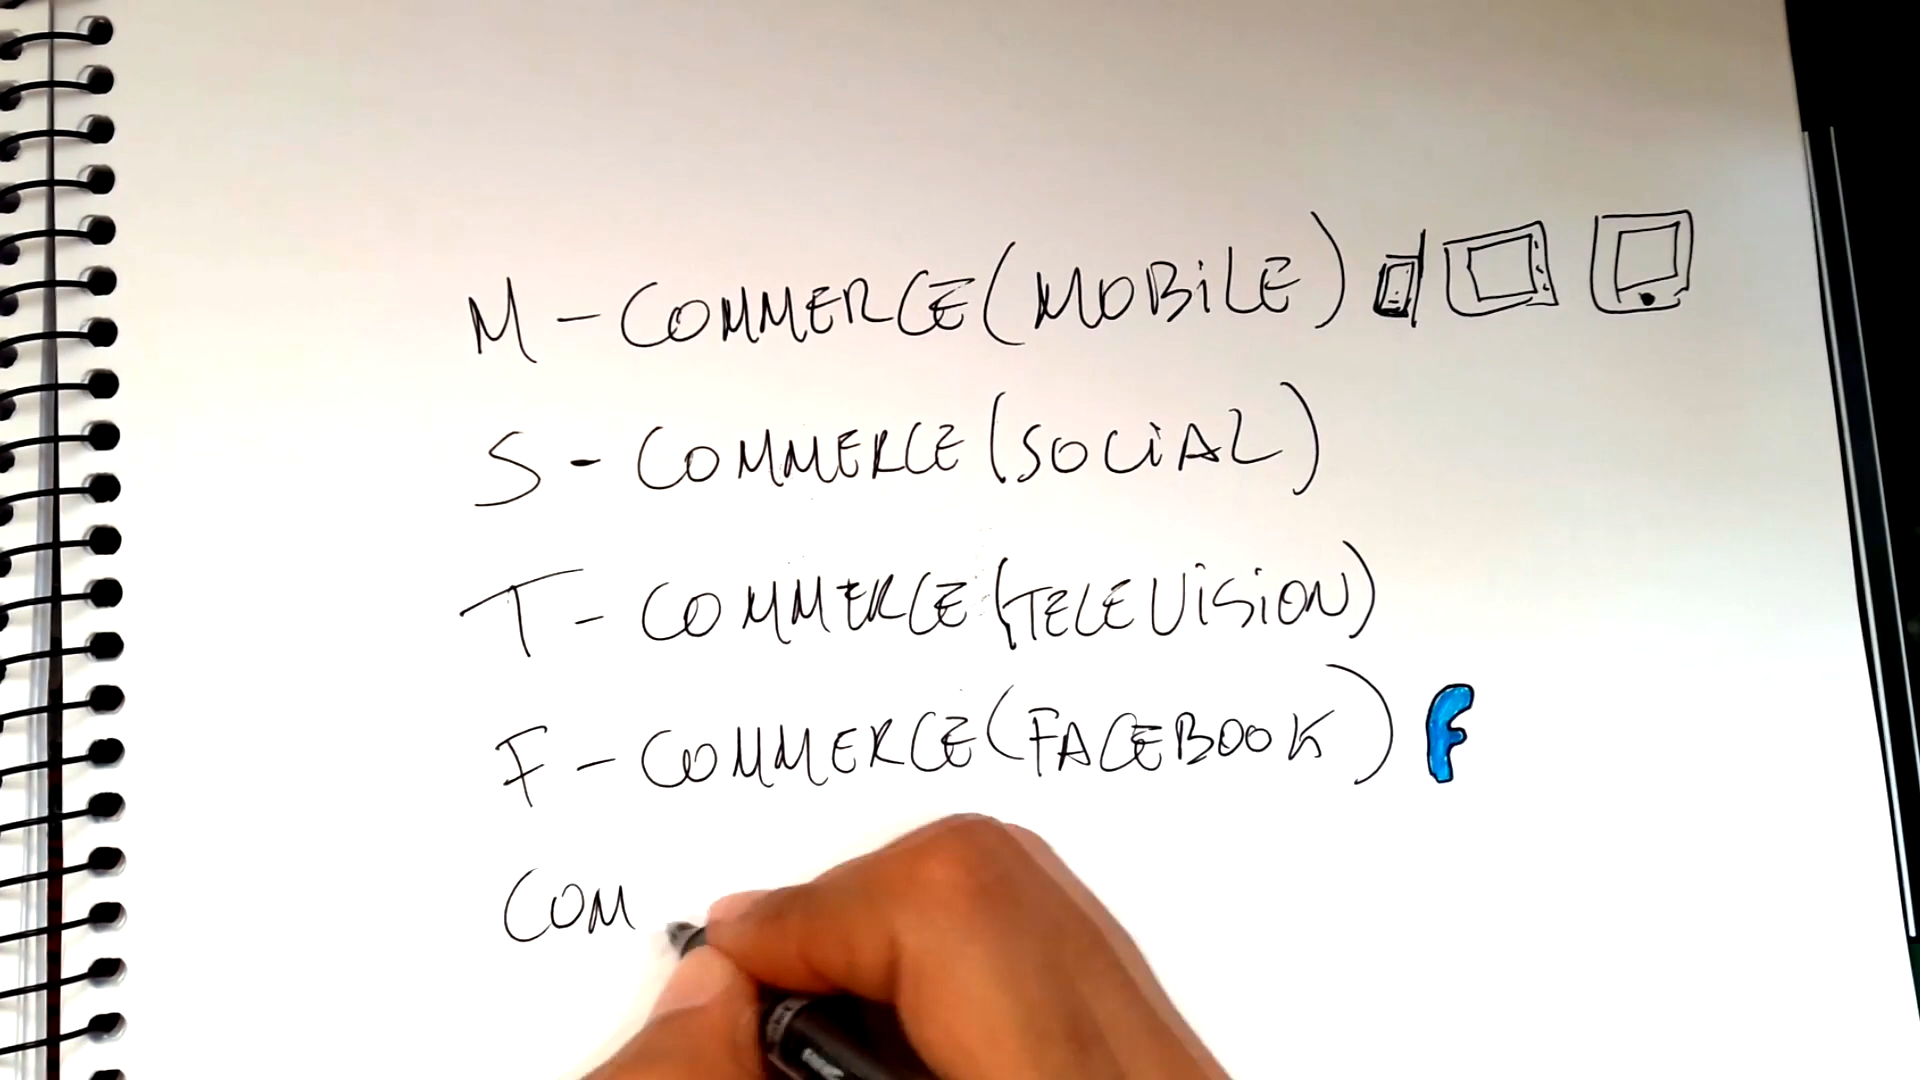 M - COMMERCE (MOBILE)
S - COMMERCE (SOCIAL)
T - COMMERCE (TELEVISION)
F - COMMERCE (FACEBOOK) F
COM